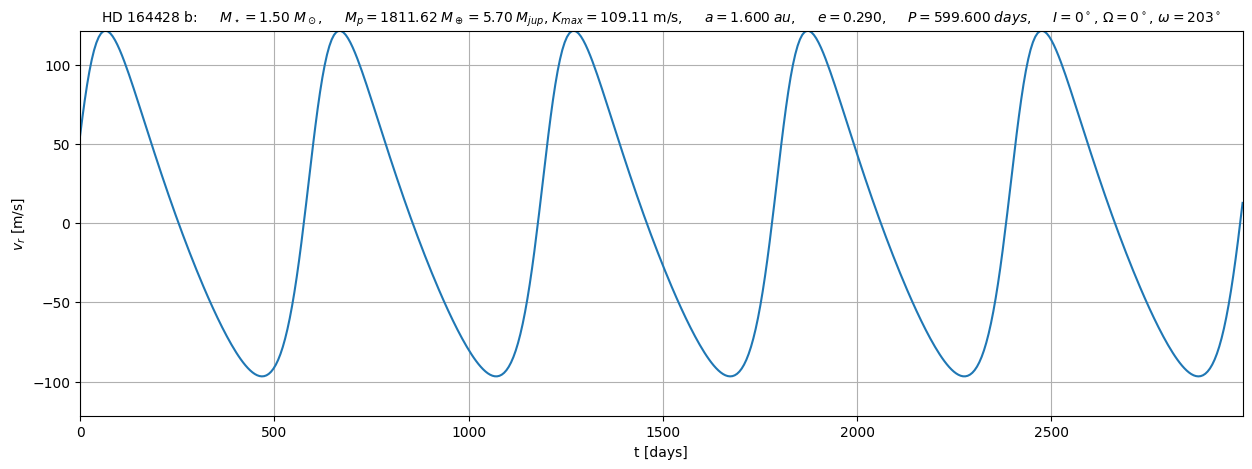 HD 164428 b: M⋆ = 1.50 M⊙, Mp = 1811.62 M⊕ = 5.70 Mjup, Kmax = 109.11 m/s, a = 1.600 au, e = 0.290, P = 599.600 days, I = 0°, Ω = 0°, ω = 203°
100
50
0
−50
−100
vr [m/s]
0 500 1000 1500 2000 2500
t [days]